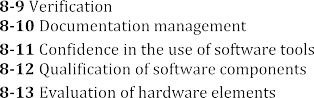 8-9 Verification
8-10 Documentation management
8-11 Confidence in the use of software tools
8-12 Qualification of software components
8-13 Evaluation of hardware elements